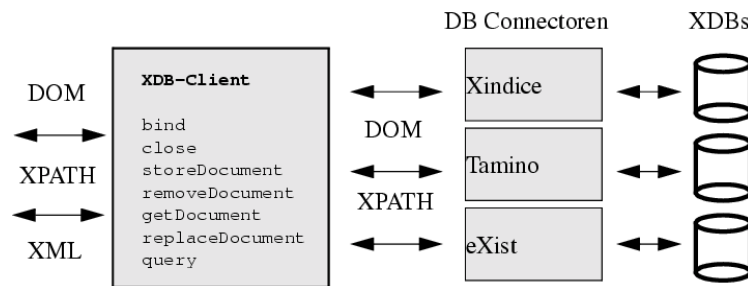 DB Connectoren
XDBs
DOM
XPATH
XML
XDB-Client
bind
close
storeDocument
removeDocument
getDocument
replaceDocument
query
DOM
XPATH
Xindice
Tamino
eXist